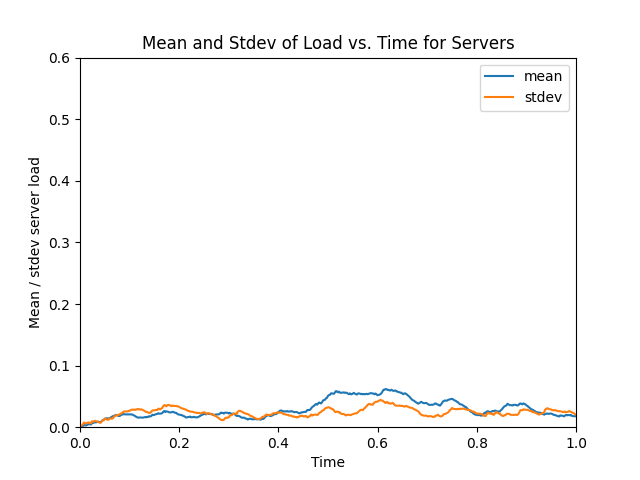 Mean and Stdev of Load vs. Time for Servers
mean
stdev
Mean / stdev server load
0.6
0.5
0.4
0.3
0.2
0.1
0.0
0.0 0.2 0.4 0.6 0.8 1.0
Time